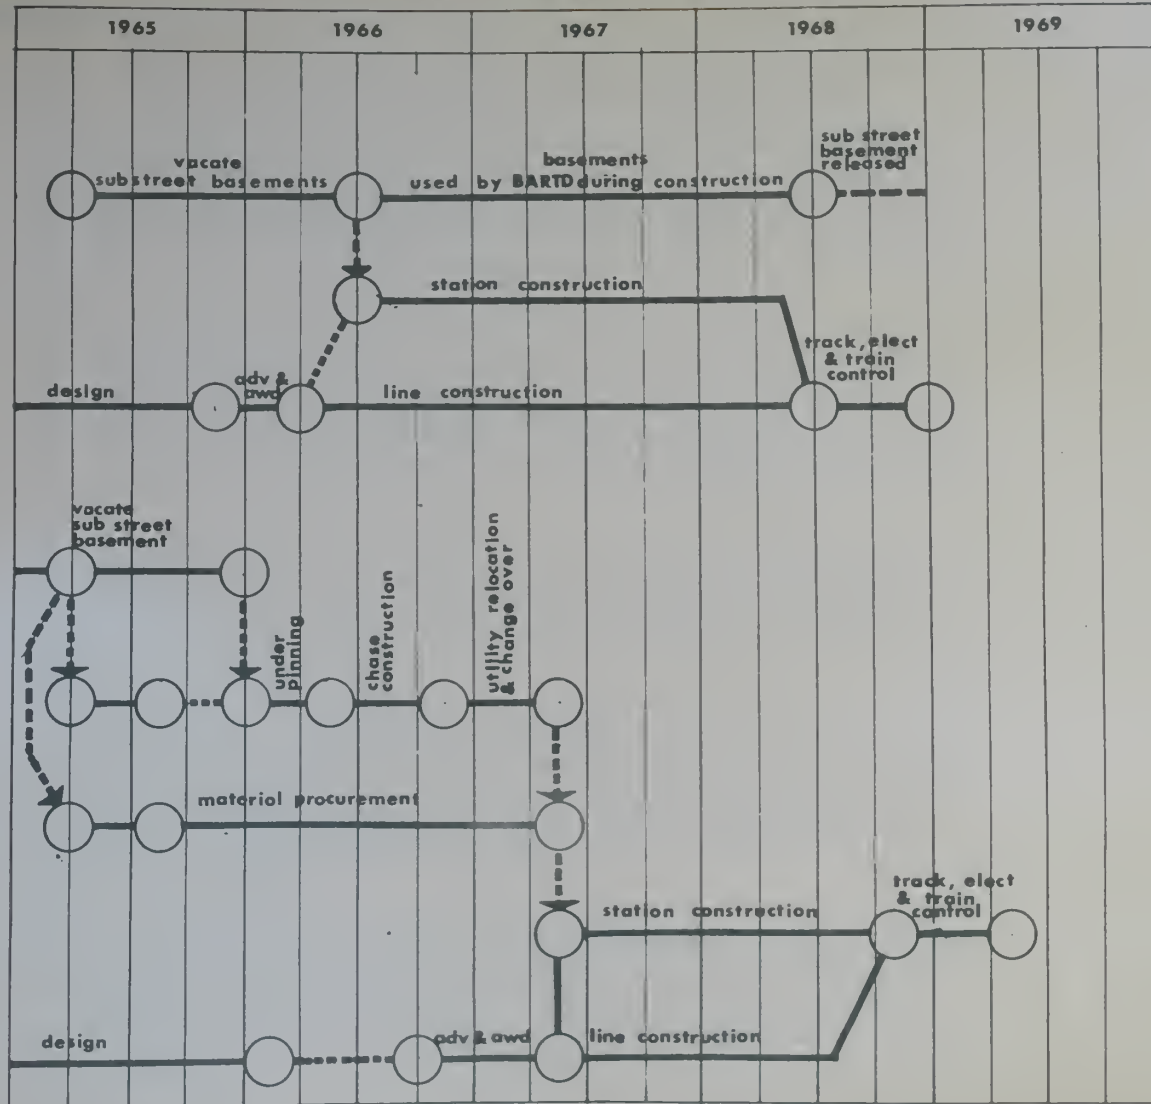 1965 1966 1967 1968 1969
vacate
substreet basements
basements
used by BARTD during construction
sub street
basement
released
station construction
track, elect
& train
control
design
adv &
awd
line construction
vacate
sub street
basement
under
pinning
chase
construction
utility relocation
& change over
material procurement
station construction
track, elect
& train
control
design
adv & awd
line construction